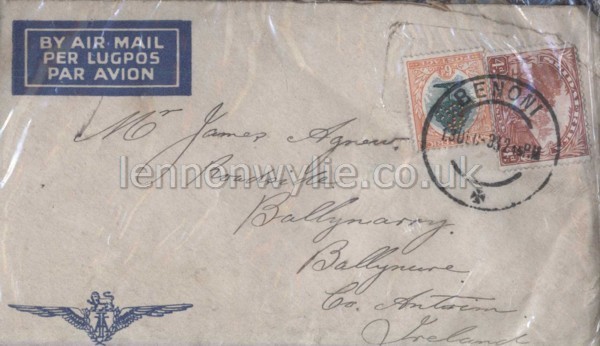 BY AIR MAIL
PER LUGPOS
PAR AVION
BENONI
Mr James Agnew.
lennonwylie.co.uk
Ballynarry.
Ballynure.
Co. Antrim
Ireland